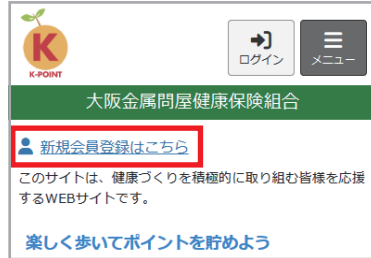 K
K-POINT
ログイン
メニュー
大阪金属問屋健康保険組合
新規会員登録はこちら
このサイトは、健康づくりを積極的に取り組む皆様を応援
するWEBサイトです。
楽しく歩いてポイントを貯めよう